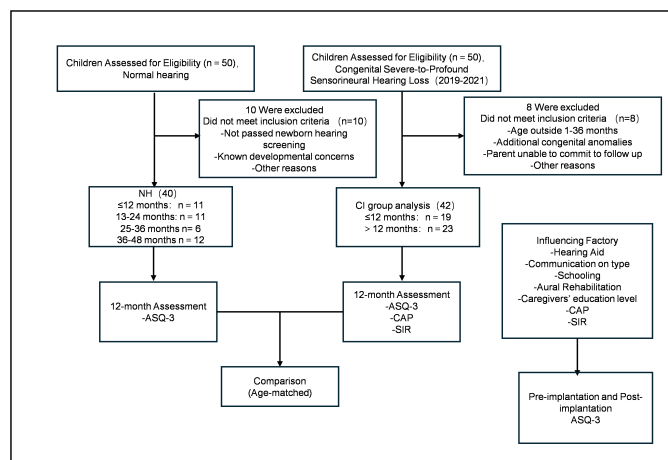 Children Assessed for Eligibility (n = 50),
Normal hearing
Children Assessed for Eligibility (n = 50),
Congenital Severe-to-Profound
Sensorineural Hearing Loss (2019-2021)
10 Were excluded
Did not meet inclusion criteria (n=10)
-Not passed newborn hearing
screening
-Known developmental concerns
-Other reasons
8 Were excluded
Did not meet inclusion criteria (n=8)
-Age outside 1-36 months
-Additional congenital anomalies
-Parent unable to commit to follow up
-Other reasons
NH (40)
≤12 months: n = 11
13-24 months: n = 11
25-36 months n= 6
36-48 months n = 12
CI group analysis (42)
≤12 months: n = 19
> 12 months: n = 23
Influencing Factory
-Hearing Aid
-Communication on type
-Schooling
-Aural Rehabilitation
-Caregivers' education level
-CAP
-SIR
12-month Assessment
-ASQ-3
12-month Assessment
-ASQ-3
-CAP
SIR
Comparison
(Age-matched)
Pre-implantation and Post-
implantation
ASQ-3